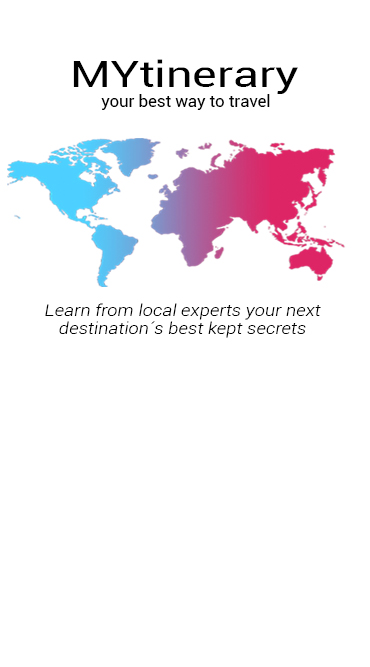 MYtinerary
your best way to travel
Learn from local experts your next
destination´s best kept secrets